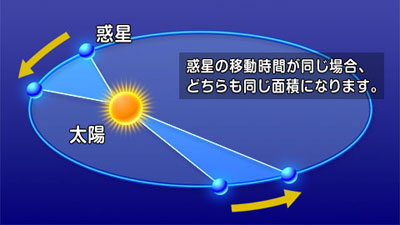 惑星
惑星の移動時間が同じ場合、
どちらも同じ面積になります。
太陽